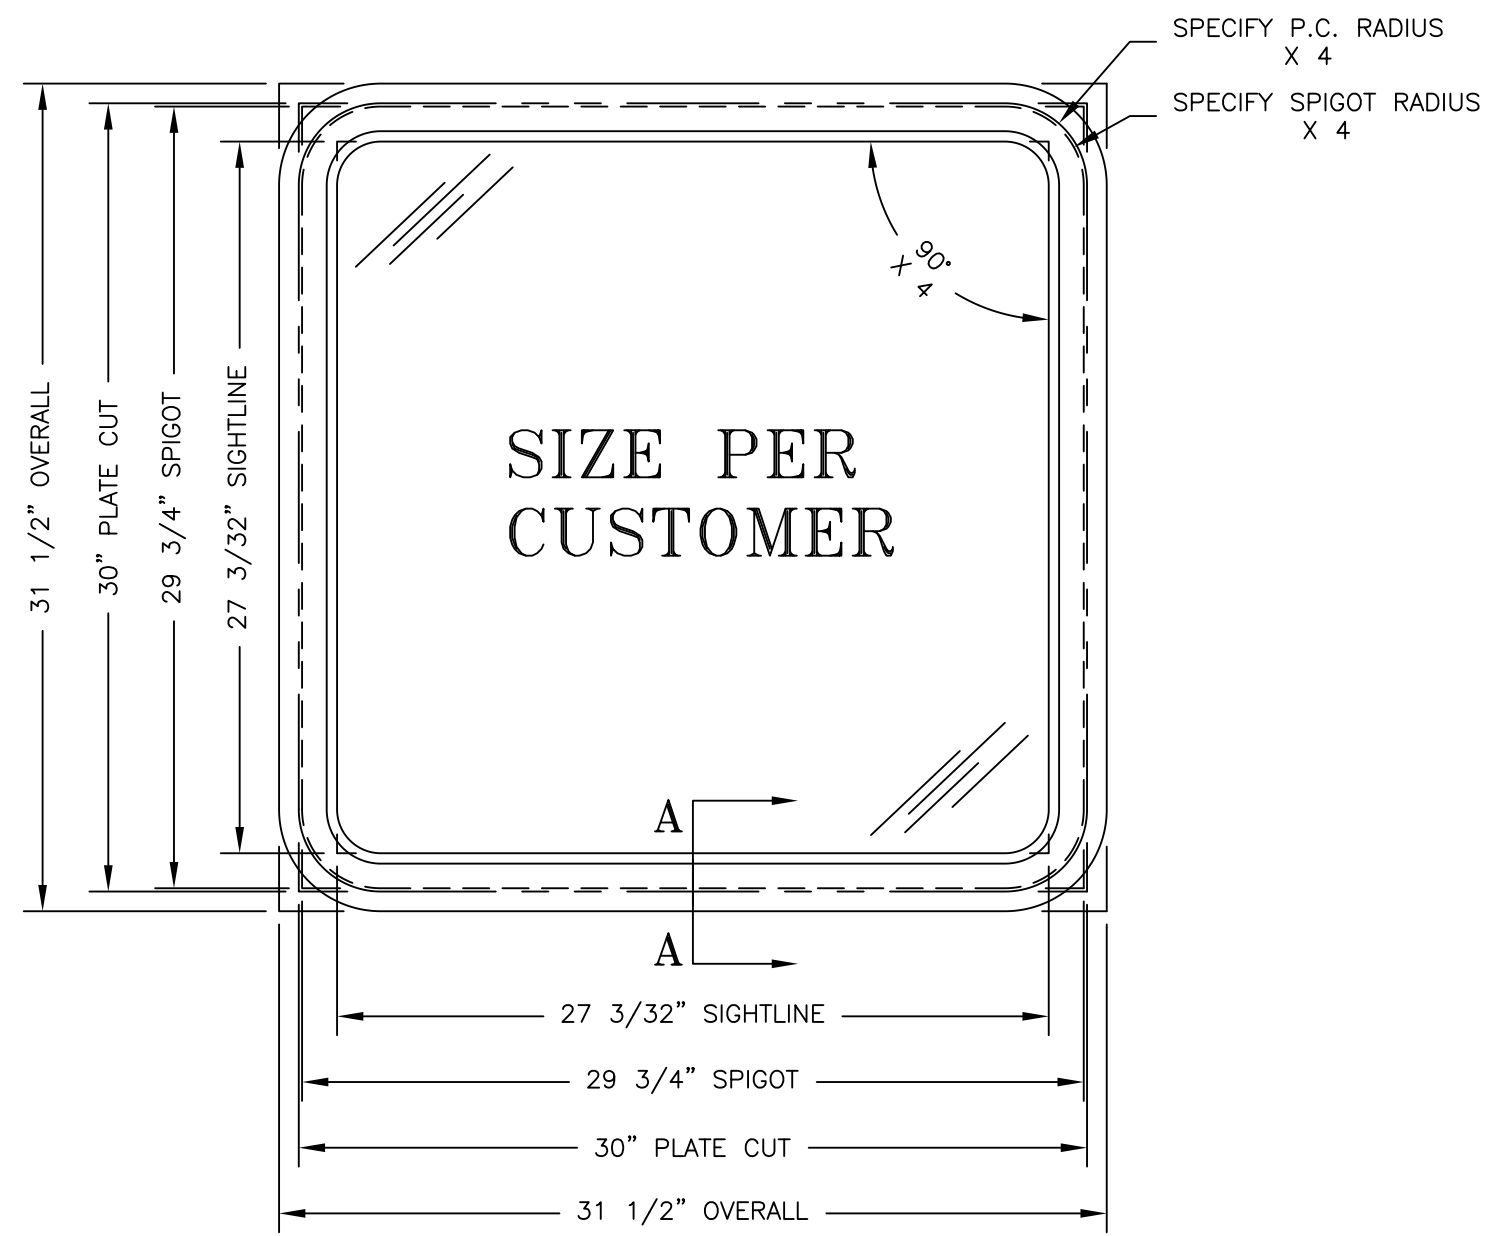 SPECIFY P.C. RADIUS
X 4
SPECIFY SPIGOT RADIUS
X 4
90°
X 4
31 1/2” OVERALL
30” PLATE CUT
29 3/4” SPIGOT
27 3/32” SIGHTLINE
SIZE PER
CUSTOMER
A
A
27 3/32” SIGHTLINE
29 3/4” SPIGOT
30” PLATE CUT
31 1/2” OVERALL